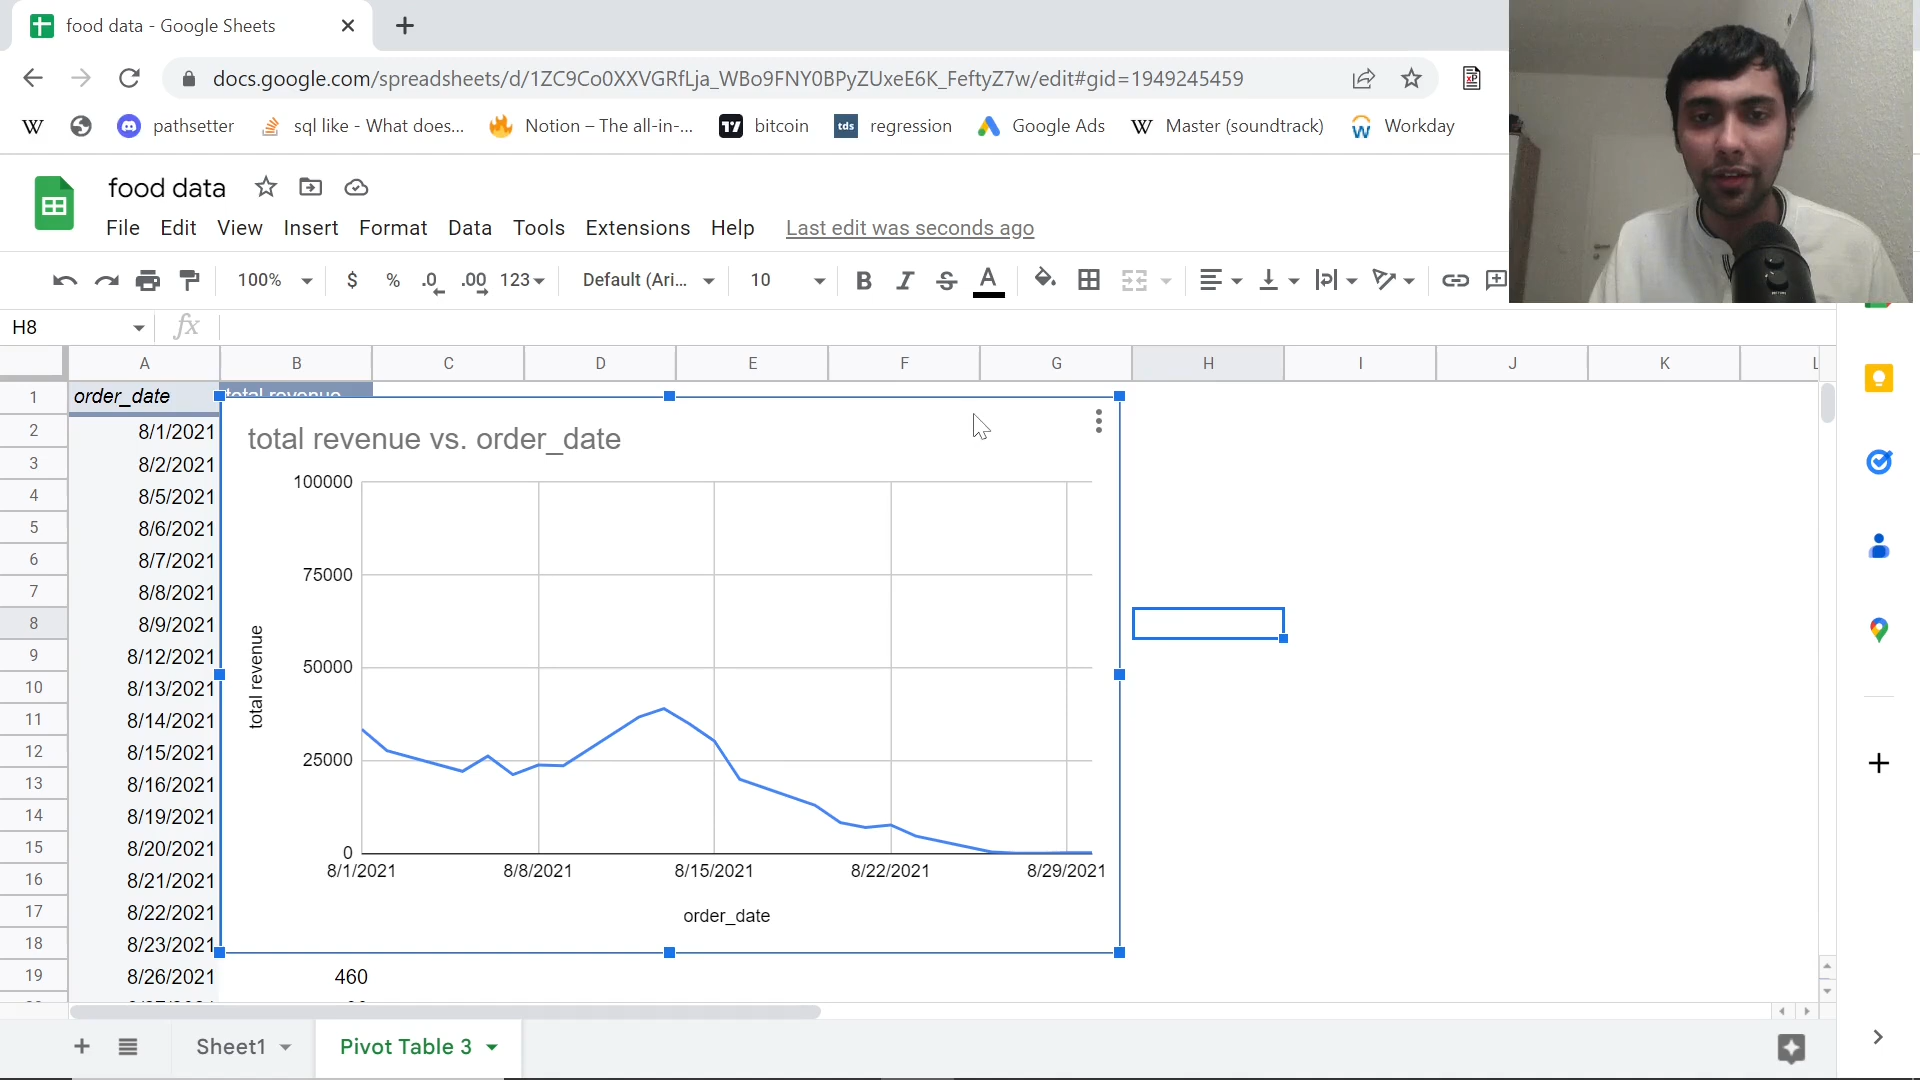 food data - Google Sheets
docs.google.com/spreadsheets/d/1ZC9Co0XXVGRfLja_WBo9FNY0BPyZUxeE6K_FeftyZ7w/edit#gid=1949245459
W pathsetter sql like - What does... Notion – The all-in-... 17 bitcoin tds regression Google Ads W Master (soundtrack) W Workday
food data
File Edit View Insert Format Data Tools Extensions Help Last edit was seconds ago
100% $ % .0 .00 123 Default (Ari... 10 B I S A
H8 fx
A B C D E F G H I J K L
1 order_date total revenue
2 8/1/2021
3 8/2/2021
4 8/5/2021
5 8/6/2021
6 8/7/2021
7 8/8/2021
8 8/9/2021
9 8/12/2021
10 8/13/2021
11 8/14/2021
12 8/15/2021
13 8/16/2021
14 8/19/2021
15 8/20/2021
16 8/21/2021
17 8/22/2021
18 8/23/2021
19 8/26/2021 460
total revenue vs. order_date
100000
75000
50000
25000
0
total revenue
8/1/2021 8/8/2021 8/15/2021 8/22/2021 8/29/2021
order_date
Sheet1 Pivot Table 3